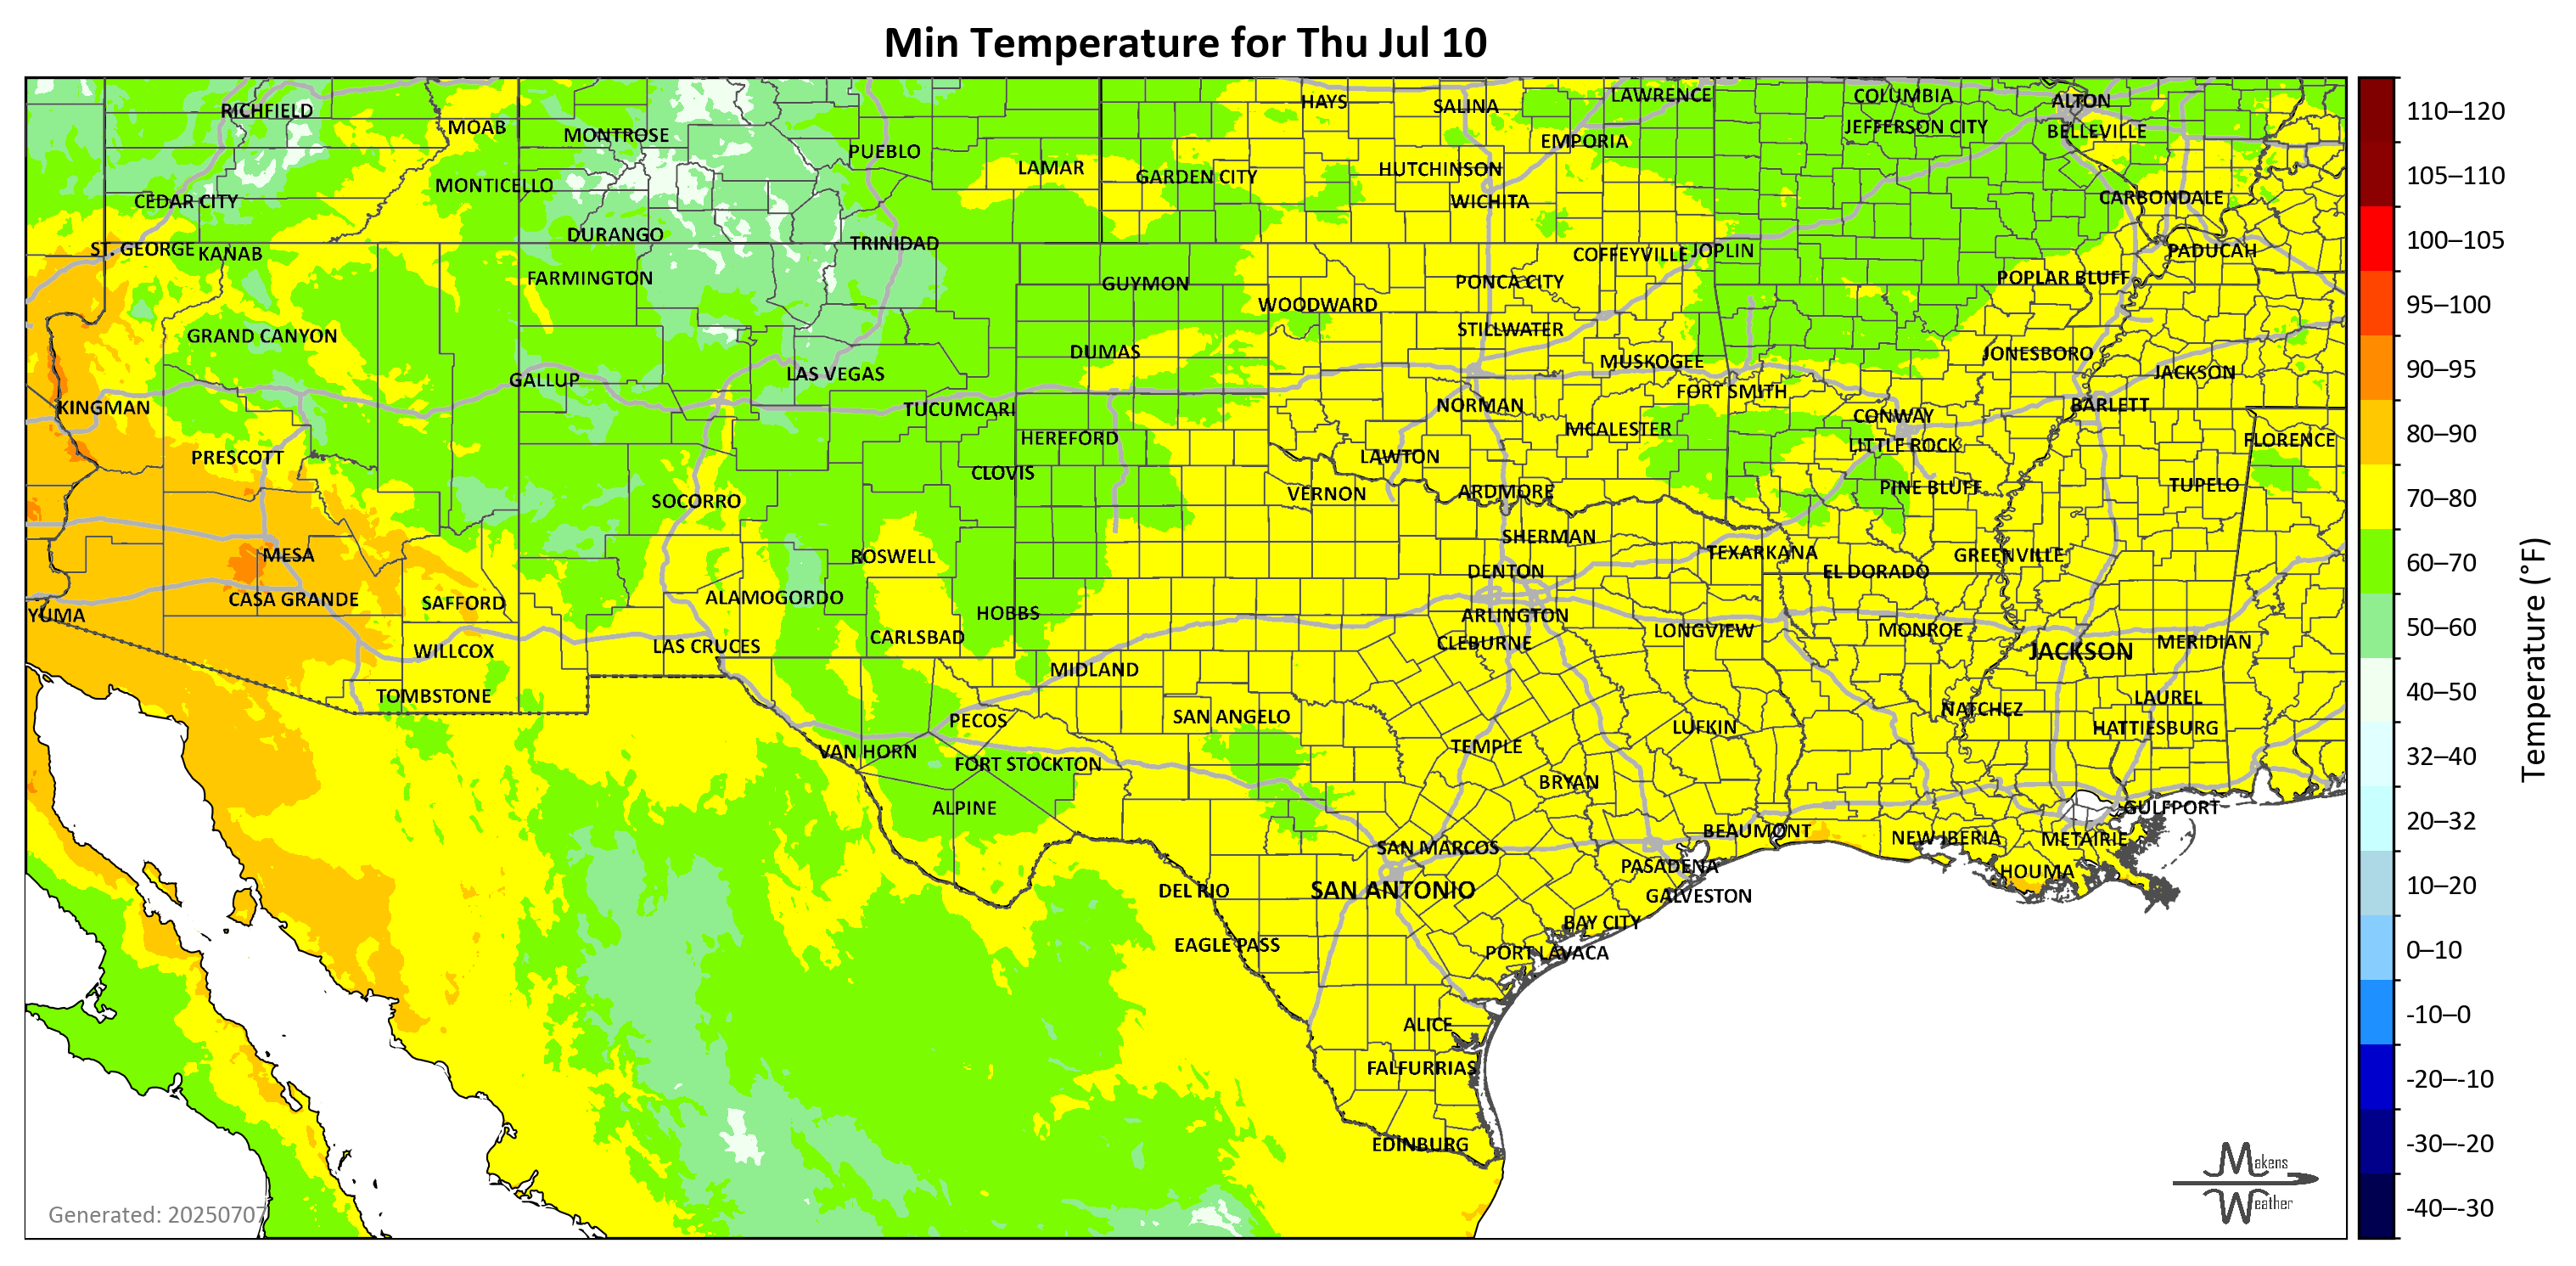 Min Temperature for Thu Jul 10
RICHFIELD
MOAB
MONTROSE
PUEBLO
LAMAR
GARDEN CITY
HAYS
SALINA
LAWRENCE
EMPORIA
HUTCHINSON
WICHITA
COLUMBIA
JEFFERSON CITY
ALTON
BELLEVILLE
CARBONDALE
CEDAR CITY
MONTICELLO
DURANGO
TRINIDAD
ST. GEORGE
KANAB
FARMINGTON
GUYMON
WOODWARD
PONCA CITY
COFFEYVILLE
JOPLIN
POPLAR BLUFF
PADUCAH
GRAND CANYON
GALLUP
LAS VEGAS
DUMAS
STILLWATER
MUSKOGEE
FORT SMITH
JONESBORO
JACKSON
KINGMAN
TUCUMCARI
HEREFORD
NORMAN
MCALESTER
CONWAY
LITTLE ROCK
BARLETT
FLORENCE
PRESCOTT
SOCORRO
CLOVIS
LAWTON
VERNON
ARDMORE
PINE BLUFF
TUPELO
MESA
ROSWELL
SHERMAN
TEXARKANA
GREENVILLE
DENTON
EL DORADO
CASA GRANDE
SAFFORD
ALAMOGORDO
HOBBS
ARLINGTON
YUMA
WILLCOX
LAS CRUCES
CARLSBAD
CLEBURNE
LONGVIEW
MONROE
JACKSON
MERIDIAN
TOMBSTONE
MIDLAND
PECOS
SAN ANGELO
NATCHEZ
LAUREL
HATTIESBURG
VAN HORN
FORT STOCKTON
TEMPLE
LUFKIN
ALPINE
BRYAN
GULFPORT
BEAUMONT
NEW IBERIA
METAIRIE
SAN MARCOS
PASADENA
HOUMA
DEL RIO
SAN ANTONIO
GALVESTON
EAGLE PASS
BAY CITY
PORT LAVACA
ALICE
FALFURRIAS
EDINBURG
Generated: 20250707
Makens
Weather
110–120
105–110
100–105
95–100
90–95
80–90
70–80
60–70
50–60
40–50
32–40
20–32
10–20
0–10
-10–0
-20–-10
-30–-20
-40–-30
Temperature (°F)